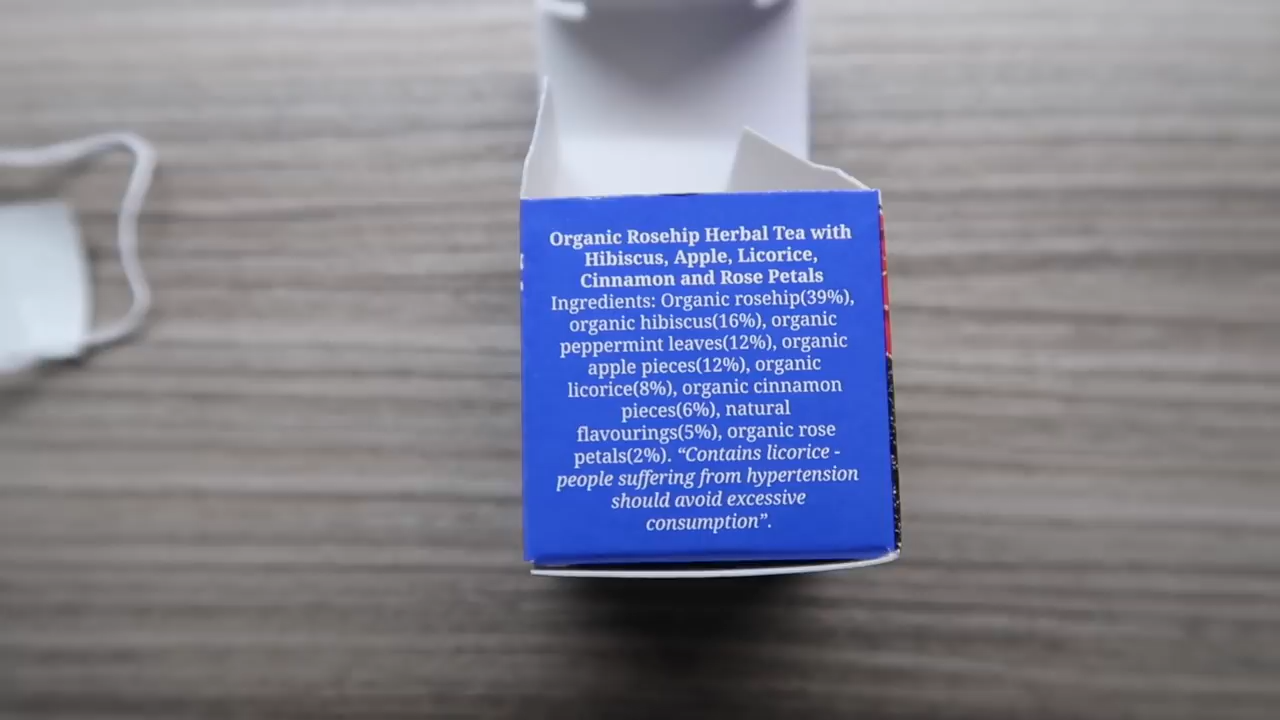 Organic Rosehip Herbal Tea with
Hibiscus, Apple, Licorice,
Cinnamon and Rose Petals
Ingredients: Organic rosehip(39%),
organic hibiscus(16%), organic
peppermint leaves(12%), organic
apple pieces(12%), organic
licorice(8%), organic cinnamon
pieces(6%), natural
flavourings(5%), organic rose
petals(2%). “Contains licorice -
people suffering from hypertension
should avoid excessive
consumption”.